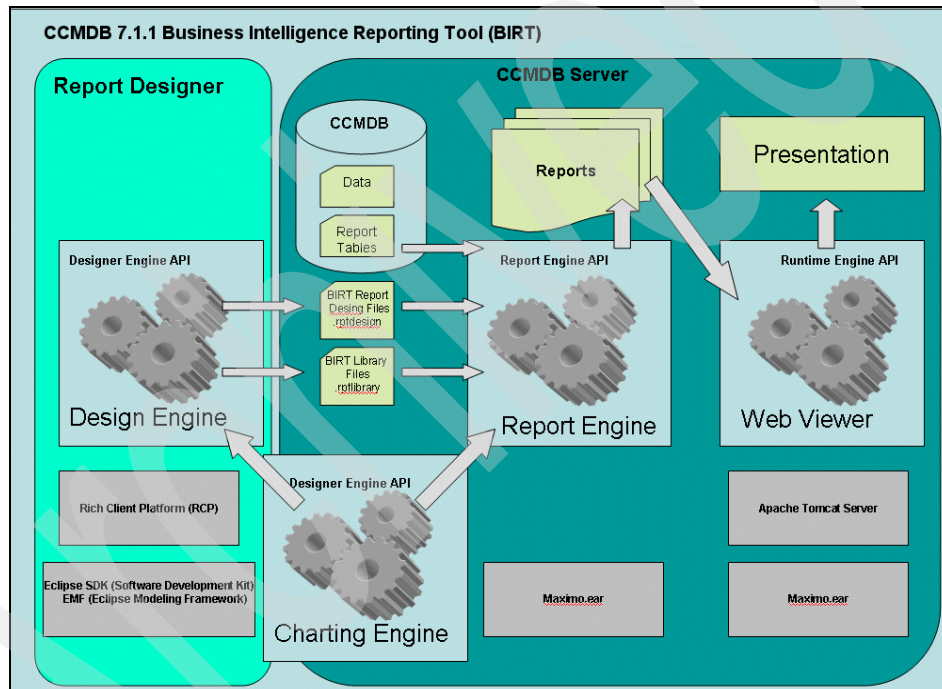 CCMDB 7.1.1 Business Intelligence Reporting Tool (BIRT)
Report Designer
CCMDB Server
CCMDB
Data
Report
Tables
Reports
Presentation
Designer Engine API
Design Engine
BIRT Report
Desing Files
.rptdesign
BIRT Library
Files
.rptlibrary
Report Engine API
Report Engine
Runtime Engine API
Web Viewer
Designer Engine API
Charting Engine
Rich Client Platform (RCP)
Eclipse SDK (Software Development Kit)
EMF (Eclipse Modeling Framework)
Maximo.ear
Apache Tomcat Server
Maximo.ear